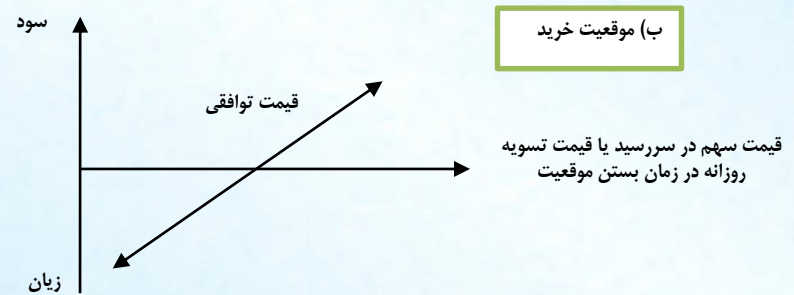 ب) موقعیت خرید
سود
قیمت توافقی
قیمت سهم در سررسید یا قیمت تسویه
روزانه در زمان بستن موقعیت
زیان